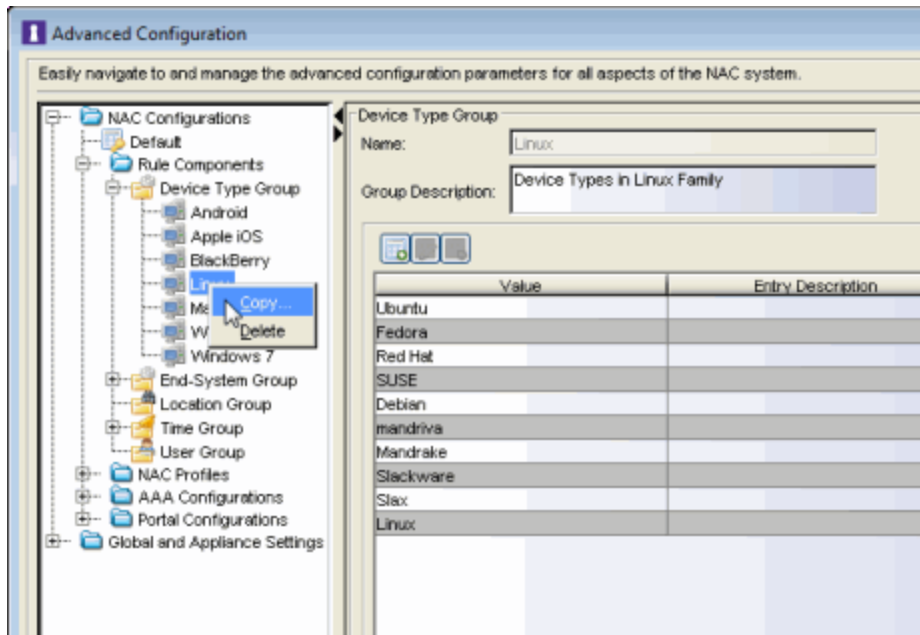 Advanced Configuration
Easily navigate to and manage the advanced configuration parameters for all aspects of the NAC system.
NAC Configurations
Default
Rule Components
Device Type Group
Android
Apple iOS
BlackBerry
Copy...
Delete
Windows 7
End-System Group
Location Group
Time Group
User Group
NAC Profiles
AAA Configurations
Portal Configurations
Global and Appliance Settings
Device Type Group
Name: Linux
Group Description: Device Types in Linux Family
Value Entry Description
Ubuntu
Fedora
Red Hat
SUSE
Debian
mandriva
Mandrake
Slackware
Slax
Linux